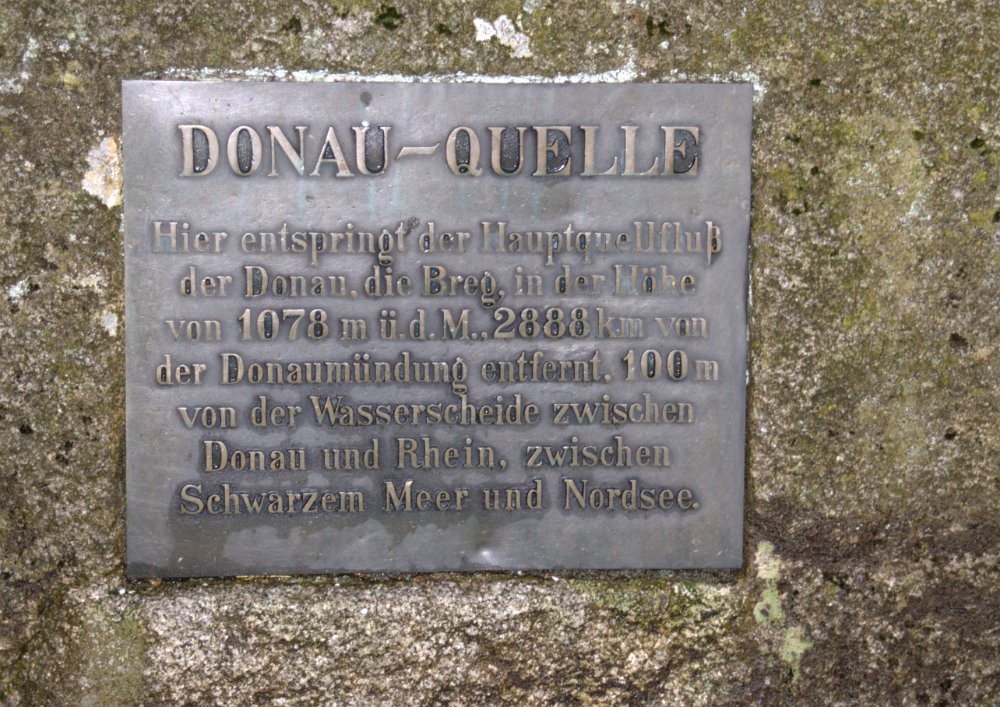 DONAU-QUELLE
Hier entspringt der Hauptquellfluß
der Donau, die Breg, in der Höhe
von 1078 m ü.d.M., 2888 km von
der Donaumündung entfernt, 100 m
von der Wasserscheide zwischen
Donau und Rhein, zwischen
Schwarzem Meer und Nordsee.